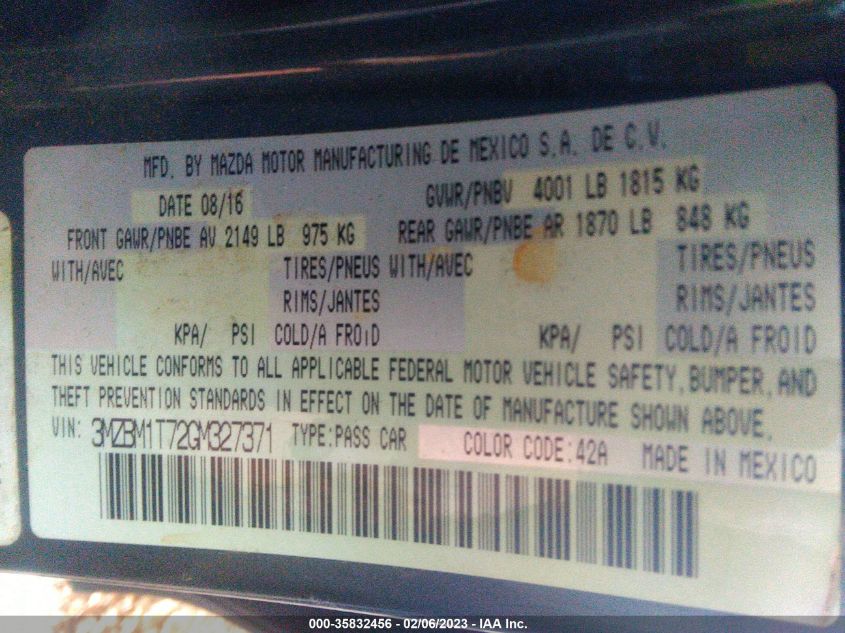 MFD. BY MAZDA MOTOR MANUFACTURING DE MEXICO S.A. DE C.V.
DATE 08/16 GVWR/PNBV 4001 LB 1815 KG
FRONT GAWR/PNBE AV 2149 LB 975 KG REAR GAWR/PNBE AR 1870 LB 848 KG
WITH/AVEC TIRES/PNEUS WITH/AVEC TIRES/PNEUS
RIMS/JANTES RIMS/JANTES
KPA/ PSI COLD/A FROID KPA/ PSI COLD/A FROID
THIS VEHICLE CONFORMS TO ALL APPLICABLE FEDERAL MOTOR VEHICLE SAFETY, BUMPER, AND
THEFT PREVENTION STANDARDS IN EFFECT ON THE DATE OF MANUFACTURE SHOWN ABOVE.
VIN: 3MZBM1T72GM327371 TYPE:PASS CAR COLOR CODE:42A MADE IN MEXICO
000-35832456 - 02/06/2023 - IAA Inc.